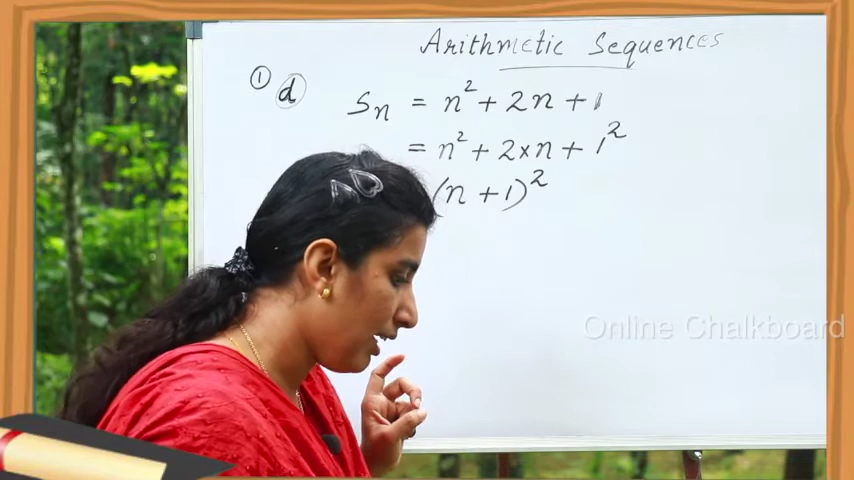 Arithmetic Sequences
① ⓓ Sn = n² + 2n + 1
= n² + 2×n + 1²
(n + 1)²
Online Chalkboard